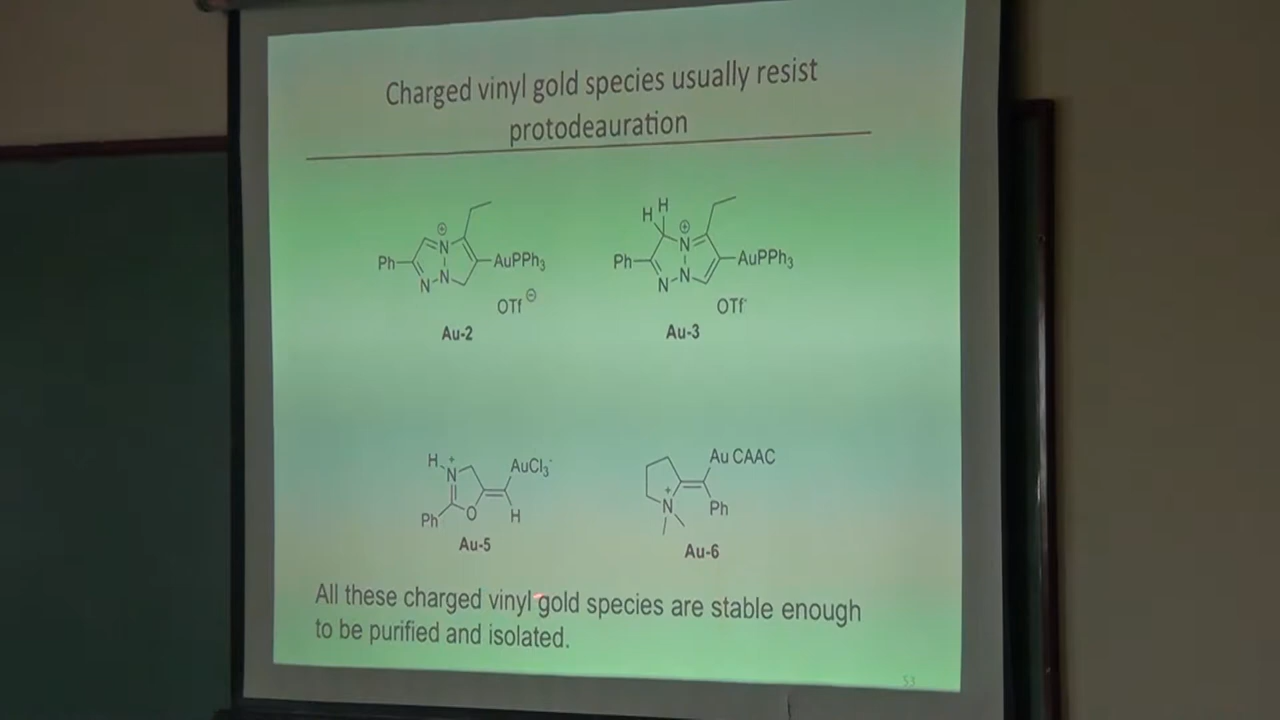 Charged vinyl gold species usually resist
protodeauration
Ph
N
⊕
N
N
AuPPh3
OTf ⊖
Au-2
H H
Ph
N
⊕
N
N
AuPPh3
OTf-
Au-3
H
N
+
Ph
O
AuCl3-
H
Au-5
N
+
Au CAAC
Ph
Au-6
All these charged vinyl gold species are stable enough
to be purified and isolated.
53